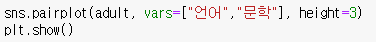 sns.pairplot(adult, vars=["언어","문학"], height=3)
plt.show()